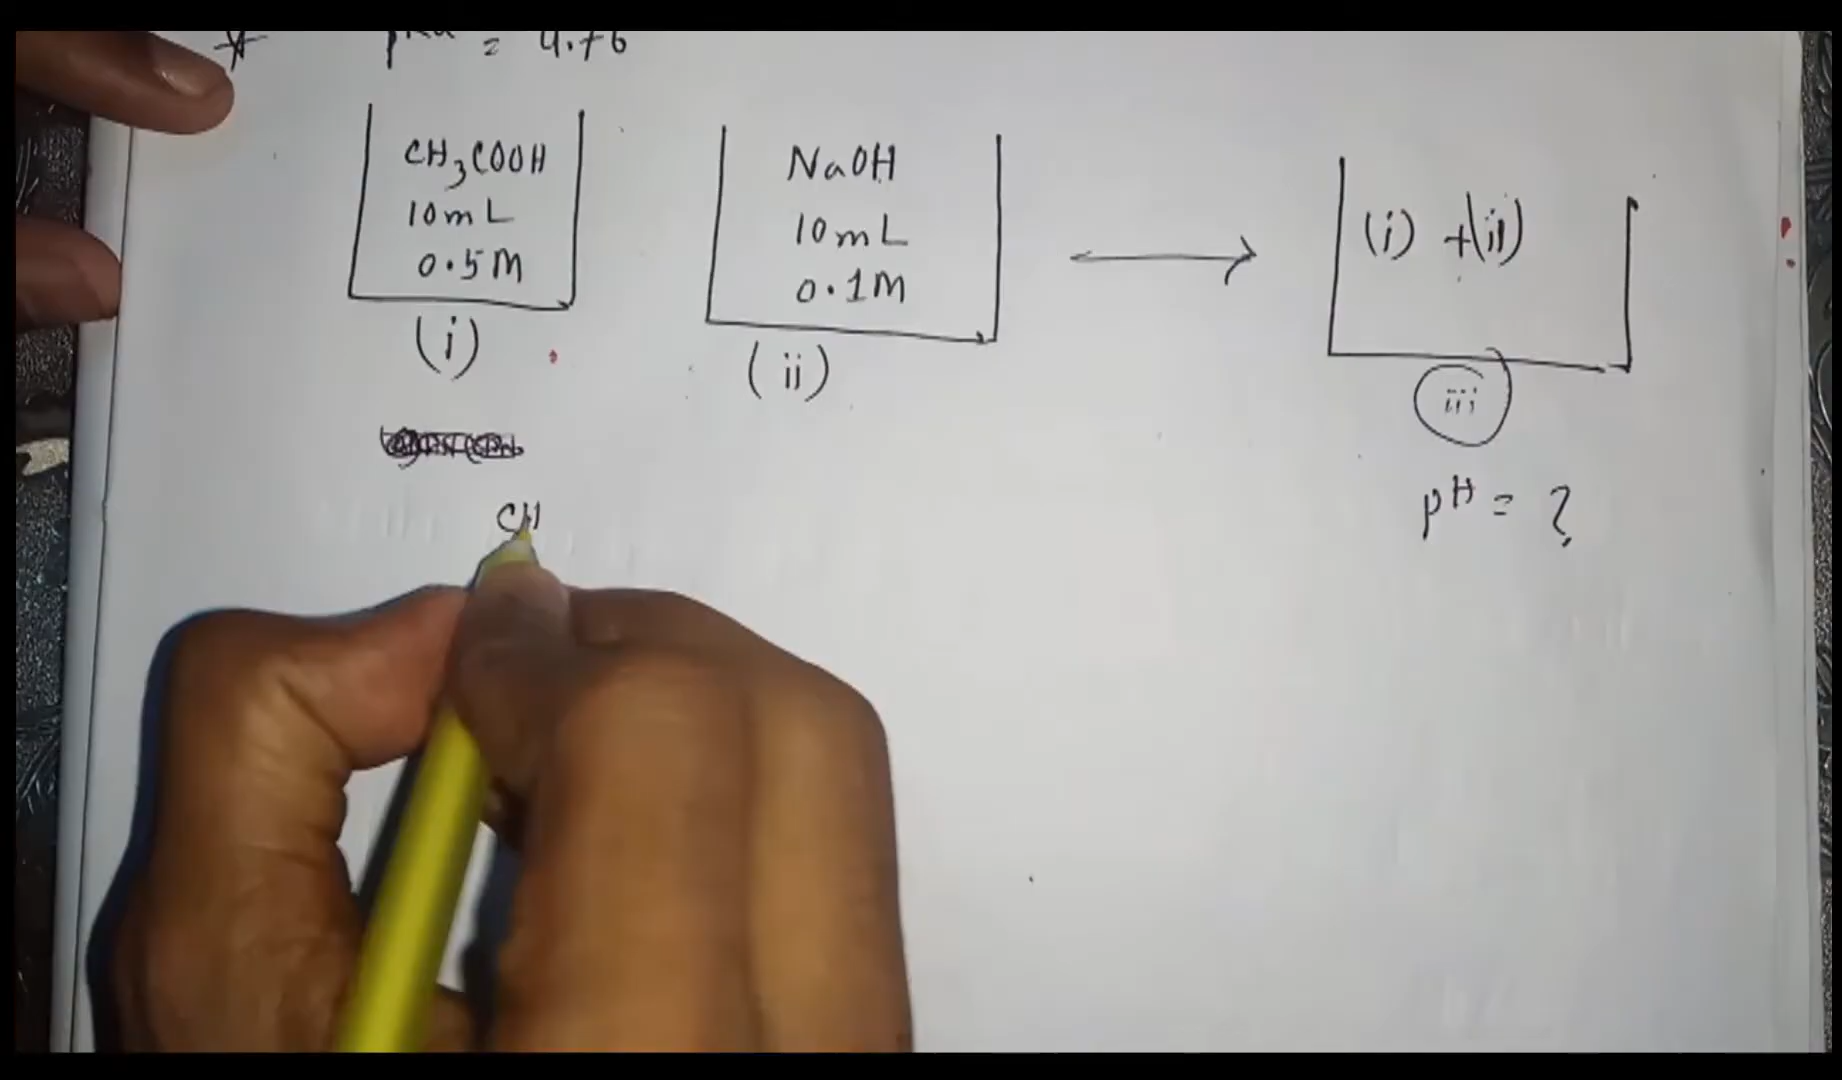 * pKa = 4.76
CH3COOH
10mL
0.5M
(i)
NaOH
10mL
0.1M
(ii)
(i) + (ii)
iii
pH = ?
CH